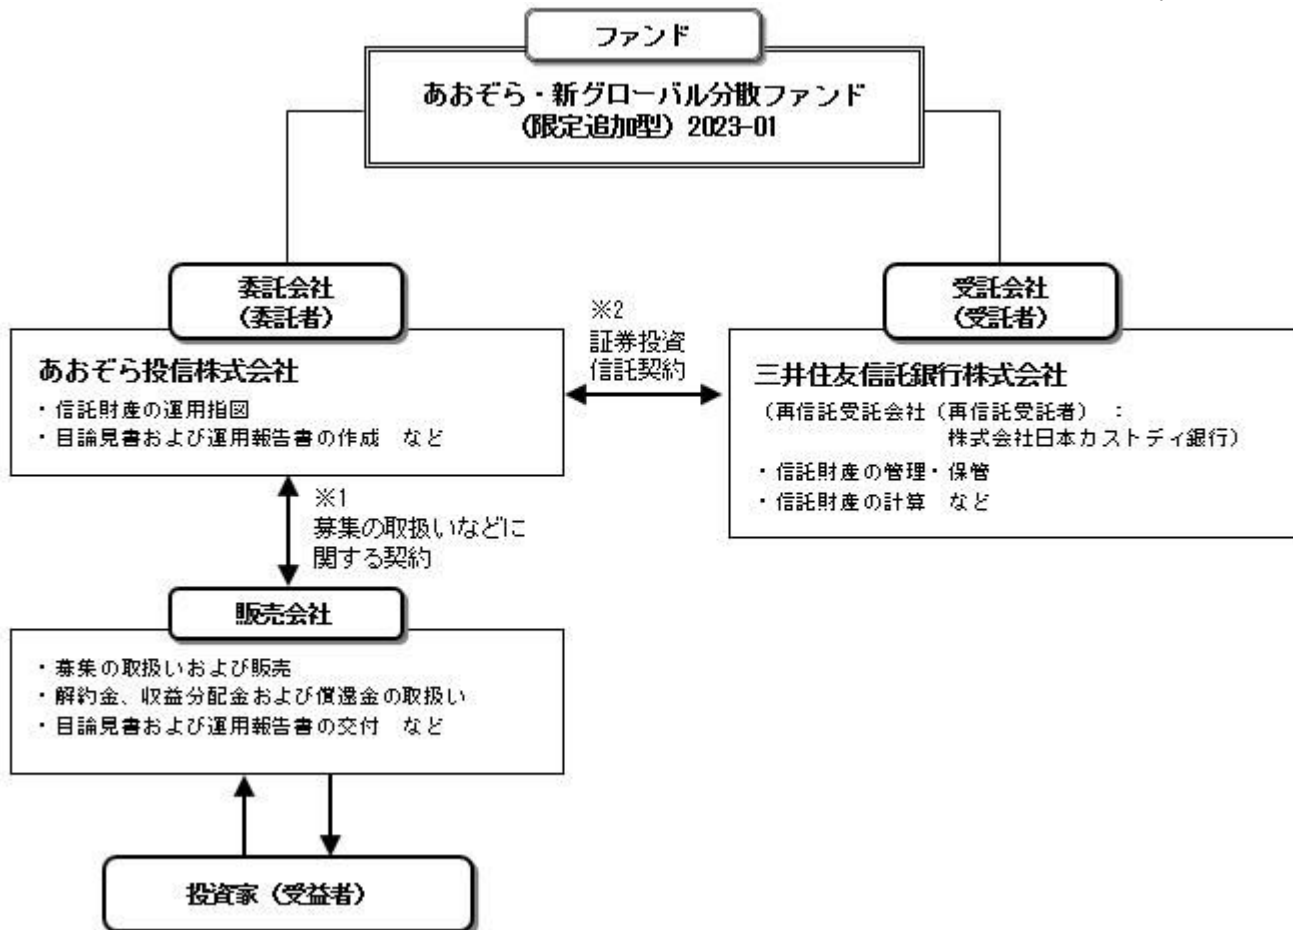 ファンド
あおぞら・新グローバル分散ファンド
(限定追加型) 2023-01
委託会社
(委託者)
あおぞら投信株式会社
・信託財産の運用指図
・目論見書および運用報告書の作成　など
※2
証券投資
信託契約
受託会社
(受託者)
三井住友信託銀行株式会社
(再信託受託会社(再信託受託者)　:
株式会社日本カストディ銀行)
・信託財産の管理・保管
・信託財産の計算　など
※1
募集の取扱いなどに
関する契約
販売会社
・募集の取扱いおよび販売
・解約金、収益分配金および償還金の取扱い
・目論見書および運用報告書の交付　など
投資家(受益者)